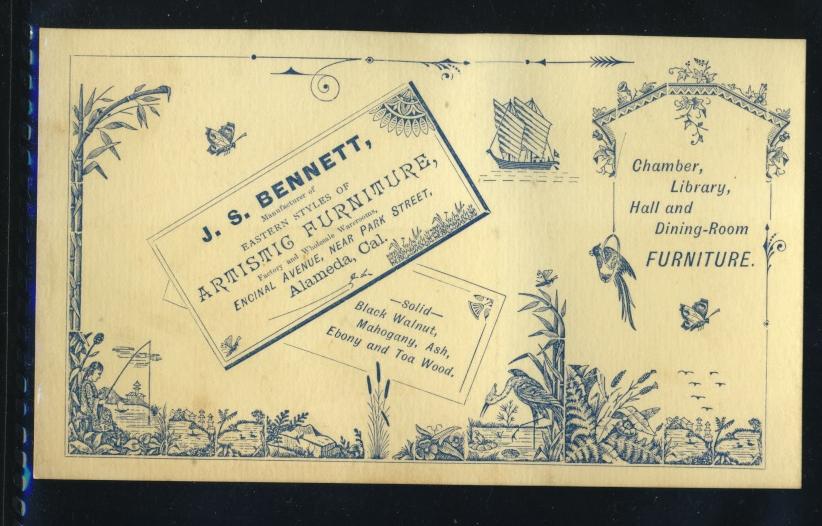 J. S. BENNETT,
Manufacturer of
EASTERN STYLES OF
ARTISTIC FURNITURE,
Factory and Wholesale Warerooms,
ENCINAL AVENUE, NEAR PARK STREET,
Alameda, Cal.
—Solid—
Black Walnut,
Mahogany, Ash,
Ebony and Toa Wood.
Chamber,
Library,
Hall and
Dining-Room
FURNITURE.